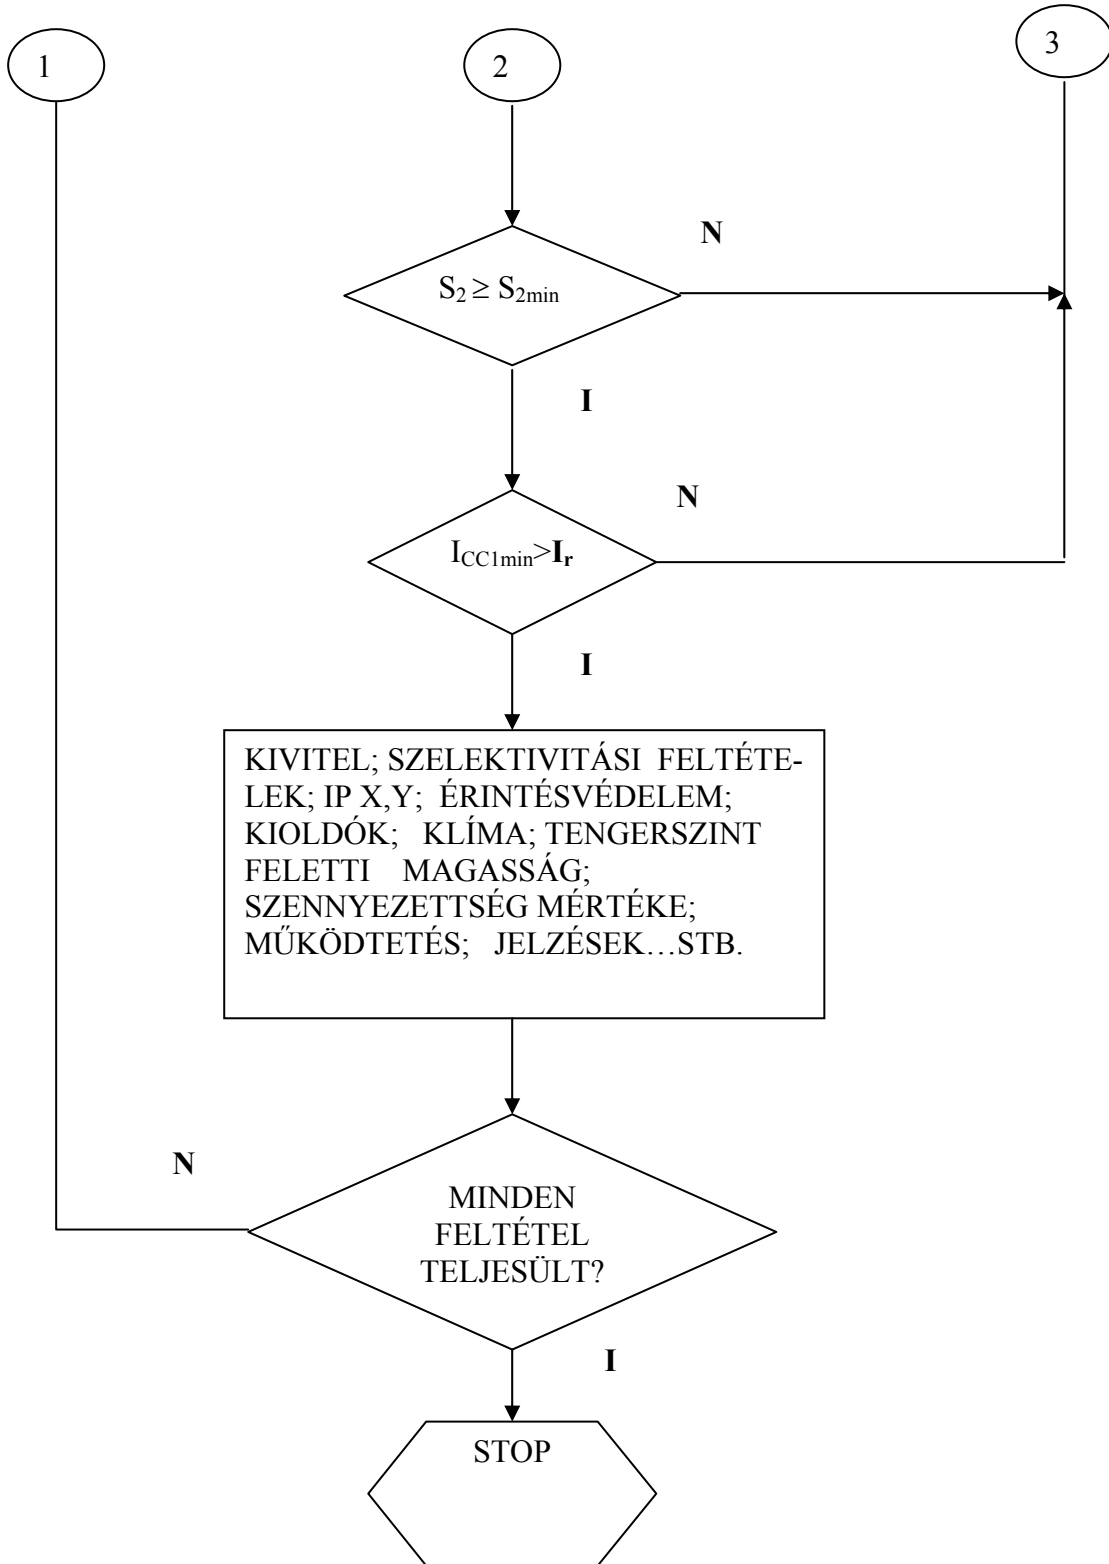 1
2
3
N
S₂ ≥ S₂min
I
N
ICC1min>Ir
I
KIVITEL; SZELEKTIVITÁSI FELTÉTE-
LEK; IP X,Y; ÉRINTÉSVÉDELEM;
KIOLDÓK; KLÍMA; TENGERSZINT
FELETTI MAGASSÁG;
SZENNYEZETTSÉG MÉRTÉKE;
MŰKÖDTETÉS; JELZÉSEK…STB.
N
MINDEN
FELTÉTEL
TELJESÜLT?
I
STOP